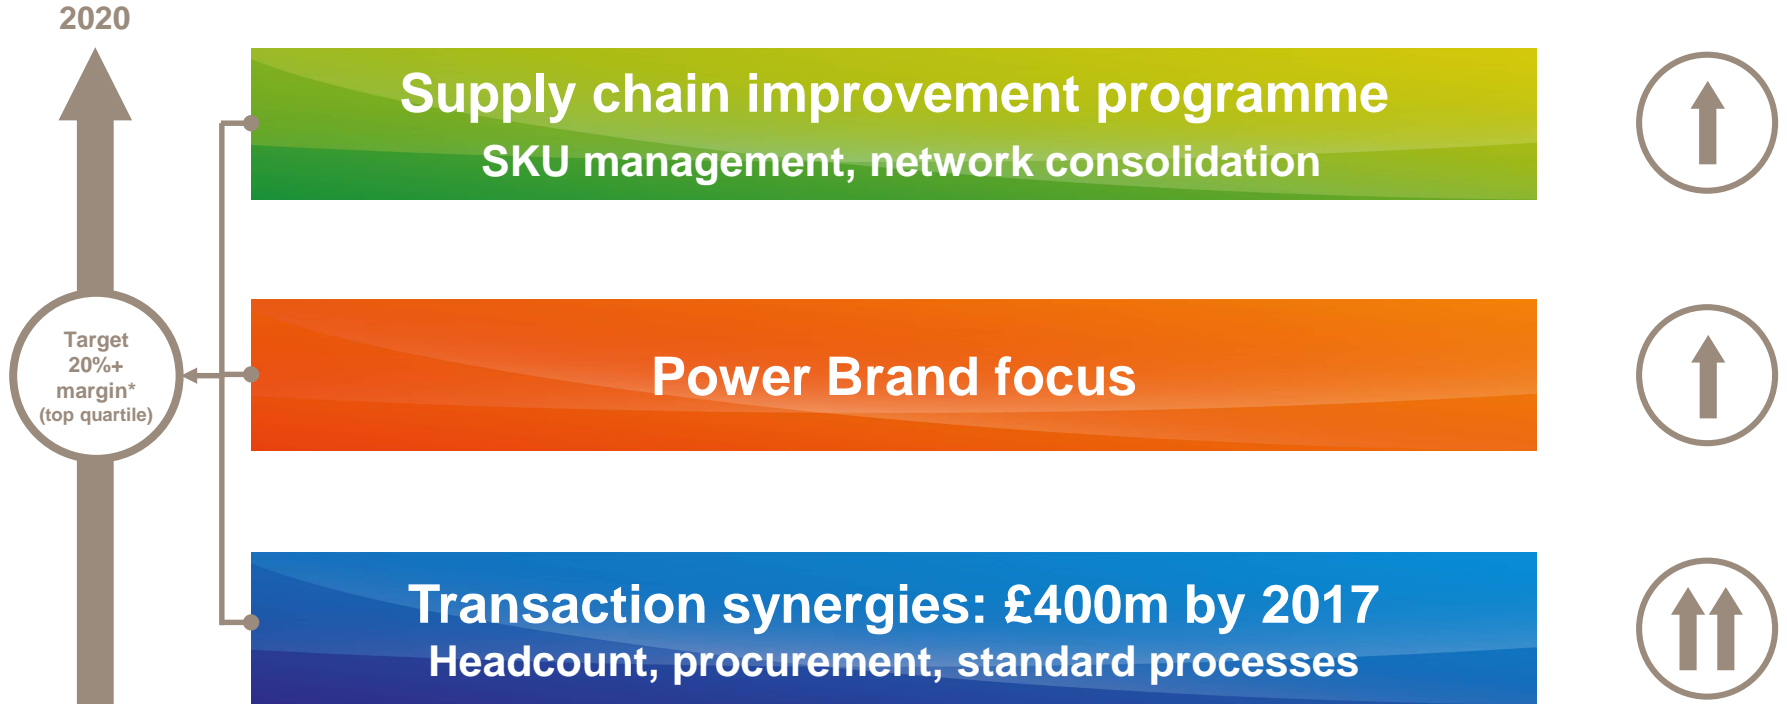 2020
Supply chain improvement programme
SKU management, network consolidation
Target
20%+
margin*
(top quartile)
Power Brand focus
Transaction synergies: £400m by 2017
Headcount, procurement, standard processes